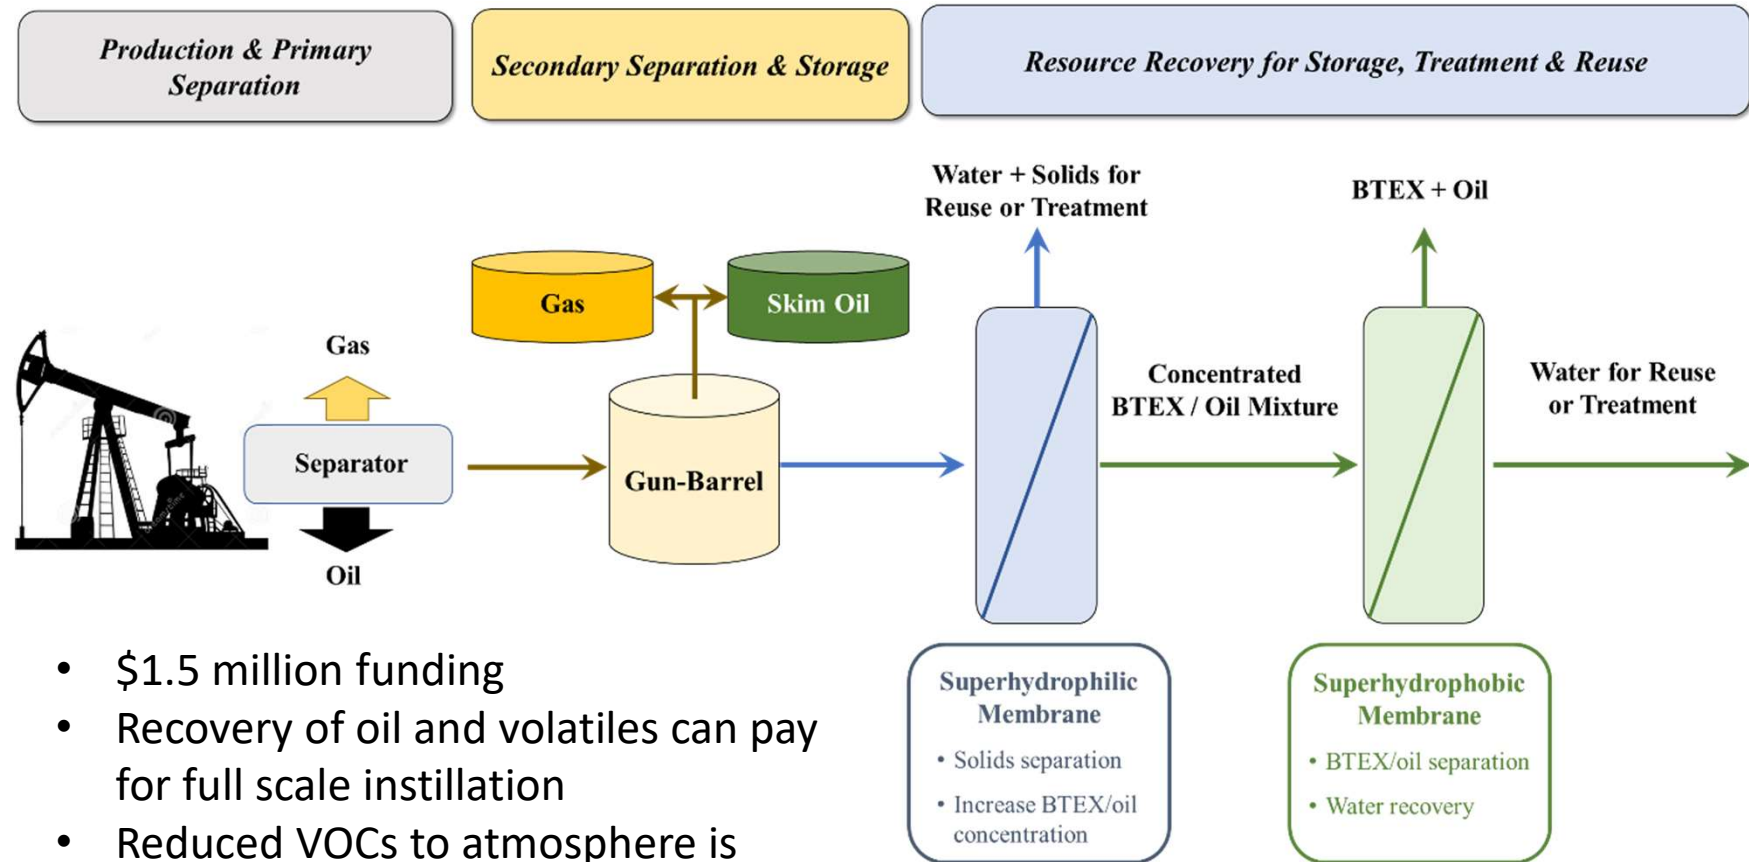 Production & Primary
Separation
Secondary Separation & Storage
Resource Recovery for Storage, Treatment & Reuse
Water + Solids for
Reuse or Treatment
BTEX + Oil
Gas
Skim Oil
Gas
Separator
Oil
Gun-Barrel
Concentrated
BTEX / Oil Mixture
Water for Reuse
or Treatment
• $1.5 million funding
• Recovery of oil and volatiles can pay
for full scale instillation
• Reduced VOCs to atmosphere is
Superhydrophilic
Membrane
• Solids separation
• Increase BTEX/oil
concentration
Superhydrophobic
Membrane
• BTEX/oil separation
• Water recovery